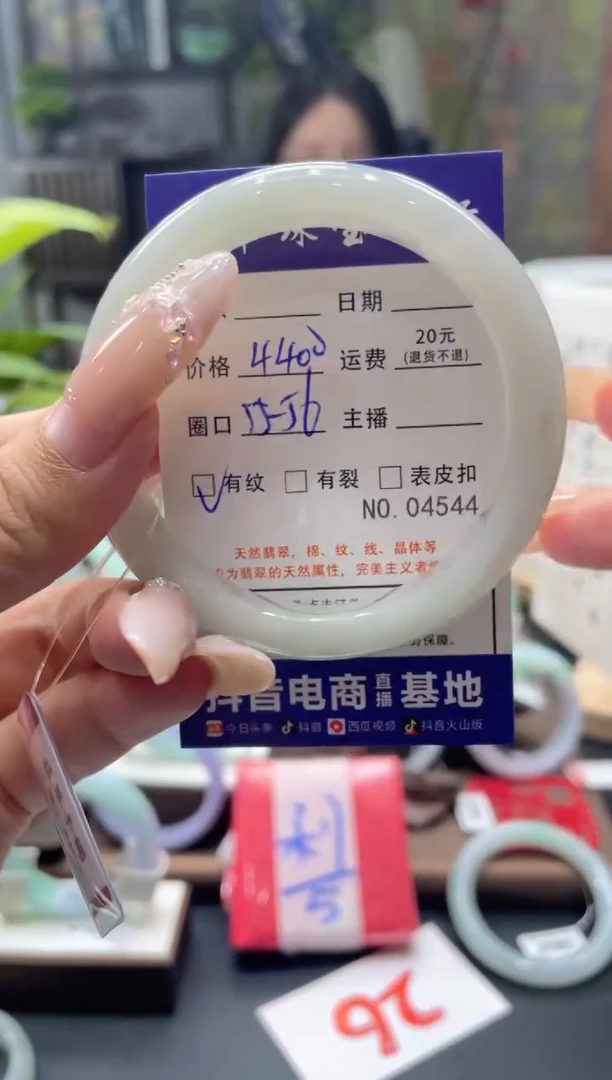 日期
价格 4400 运费 20元
(退货不退)
圈口 55-56 主播
☑有纹 □有裂 □表皮扣
NO. 04544
天然翡翠，棉、纹、线、晶体等
为翡翠的天然属性，完美主义者
保障。
抖音电商直播基地
今日头条 抖音 西瓜视频 抖音火山版
26